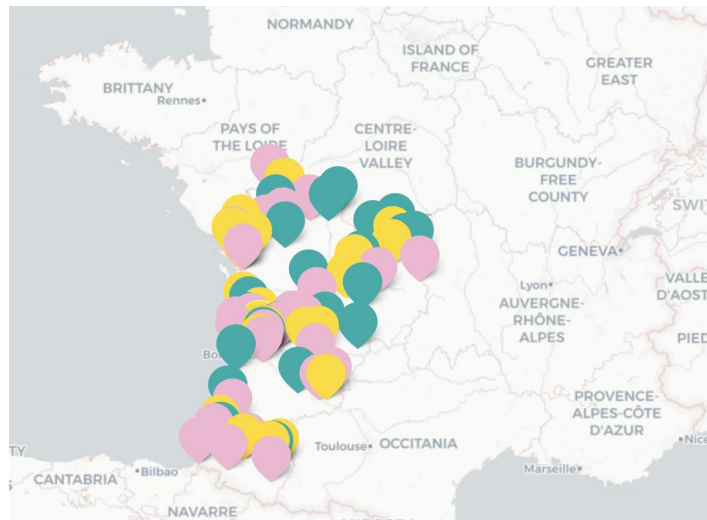 NORMANDY
ISLAND OF
FRANCE
GREATER
EAST
BRITTANY
Rennes
PAYS OF
THE LOIRE
CENTRE-
LOIRE
VALLEY
BURGUNDY-
FREE
COUNTY
SWIT
GENEVA
Lyon
VALLE
D'AOST
AUVERGNE-
RHÔNE-
ALPES
PIED
Bo
PROVENCE-
ALPES-CÔTE
D'AZUR
Nice
Toulouse
OCCITANIA
Marseille
TY
S
CANTABRIA
Bilbao
NAVARRE